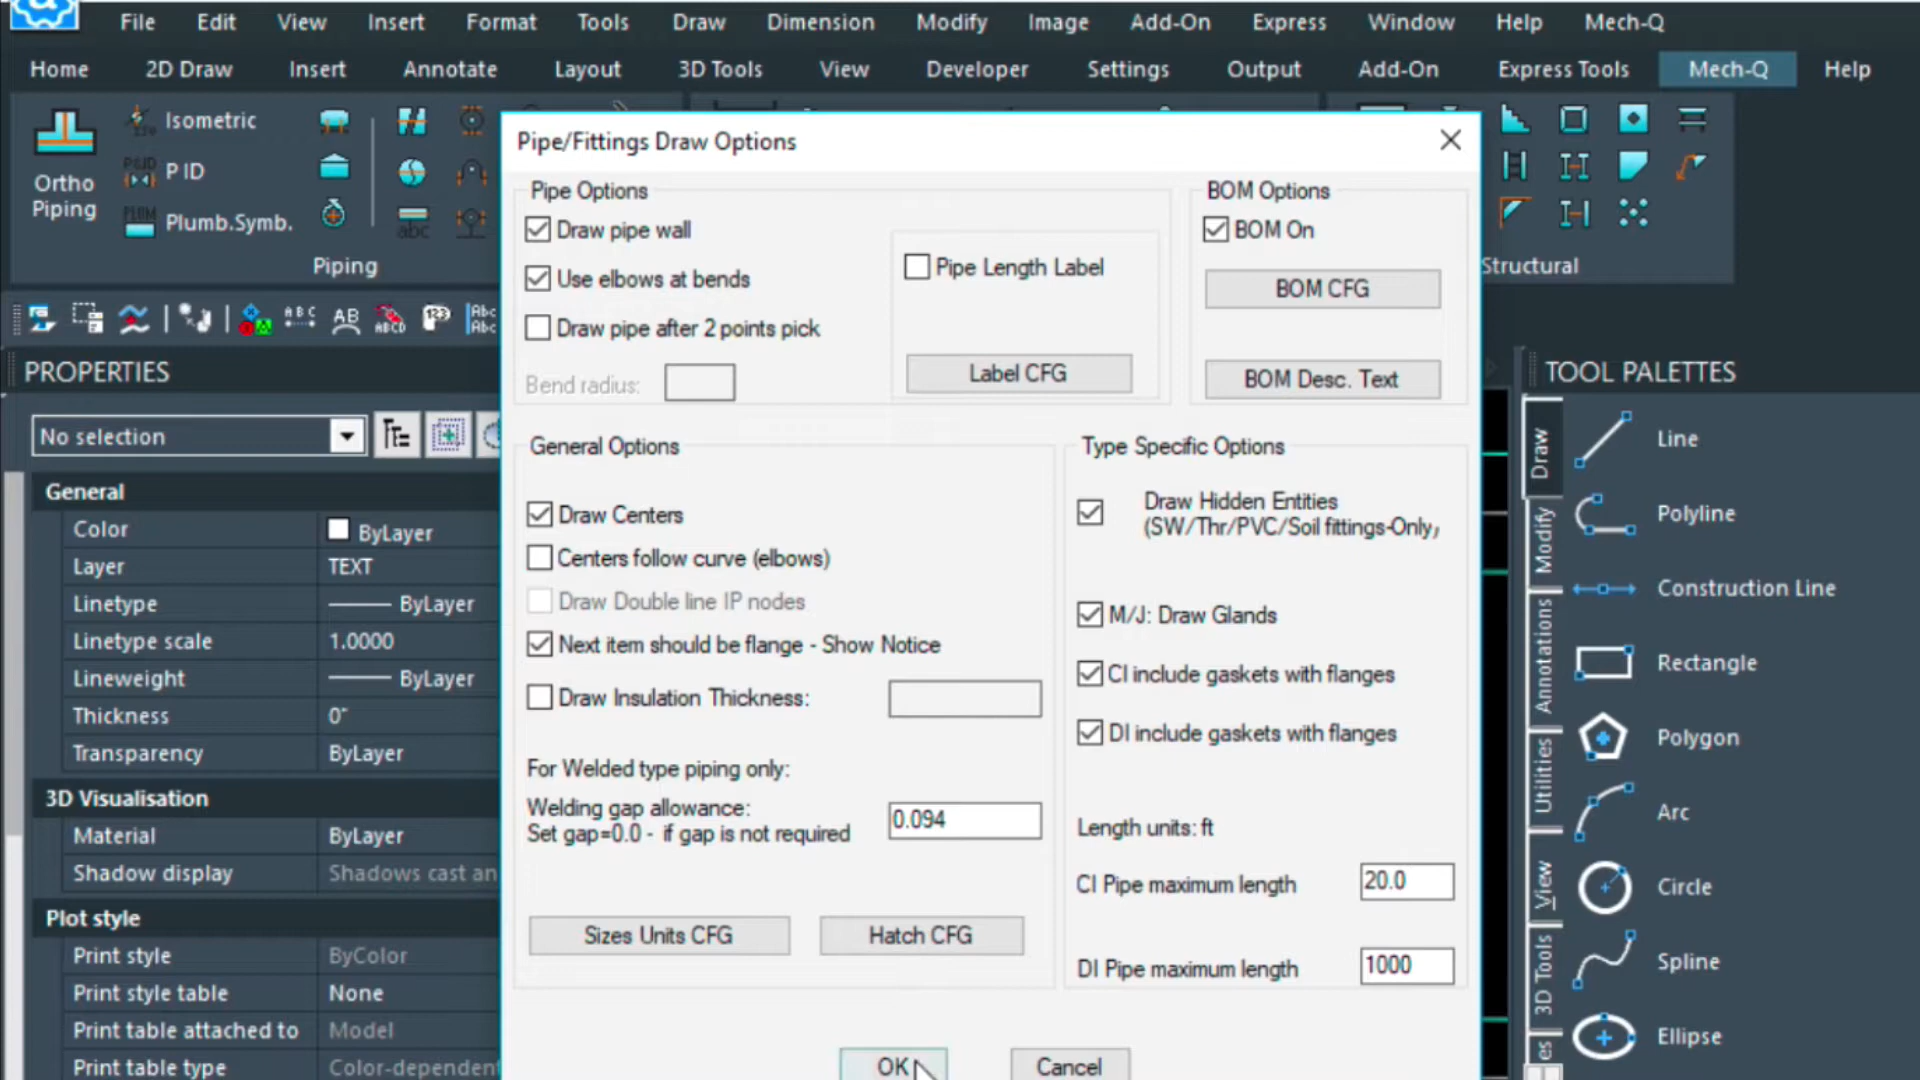 File Edit View Insert Format Tools Draw Dimension Modify Image Add-On Express Window Help Mech-Q
Home 2D Draw Insert Annotate Layout 3D Tools View Developer Settings Output Add-On Express Tools Mech-Q Help
Ortho
Piping
Isometric
P&ID
P ID
Plumb.Symb.
Piping
Structural
PROPERTIES
No selection
General
Color ByLayer
Layer TEXT
Linetype ByLayer
Linetype scale 1.0000
Lineweight ByLayer
Thickness 0"
Transparency ByLayer
3D Visualisation
Material ByLayer
Shadow display Shadows cast an
Plot style
Print style ByColor
Print style table None
Print table attached to Model
Print table type Color-dependent
Pipe/Fittings Draw Options
Pipe Options
Draw pipe wall
Use elbows at bends
Draw pipe after 2 points pick
Bend radius:
Pipe Length Label
Label CFG
BOM Options
BOM On
BOM CFG
BOM Desc. Text
General Options
Draw Centers
Centers follow curve (elbows)
Draw Double line IP nodes
Next item should be flange - Show Notice
Draw Insulation Thickness:
For Welded type piping only:
Welding gap allowance: 0.094
Set gap=0.0 - if gap is not required
Sizes Units CFG
Hatch CFG
Type Specific Options
Draw Hidden Entities
(SW/Thr/PVC/Soil fittings-Only)
M/J: Draw Glands
CI include gaskets with flanges
DI include gaskets with flanges
Length units: ft
CI Pipe maximum length 20.0
DI Pipe maximum length 1000
OK
Cancel
TOOL PALETTES
Draw
Modify
Annotations
Utilities
View
3D Tools
Line
Polyline
Construction Line
Rectangle
Polygon
Arc
Circle
Spline
Ellipse